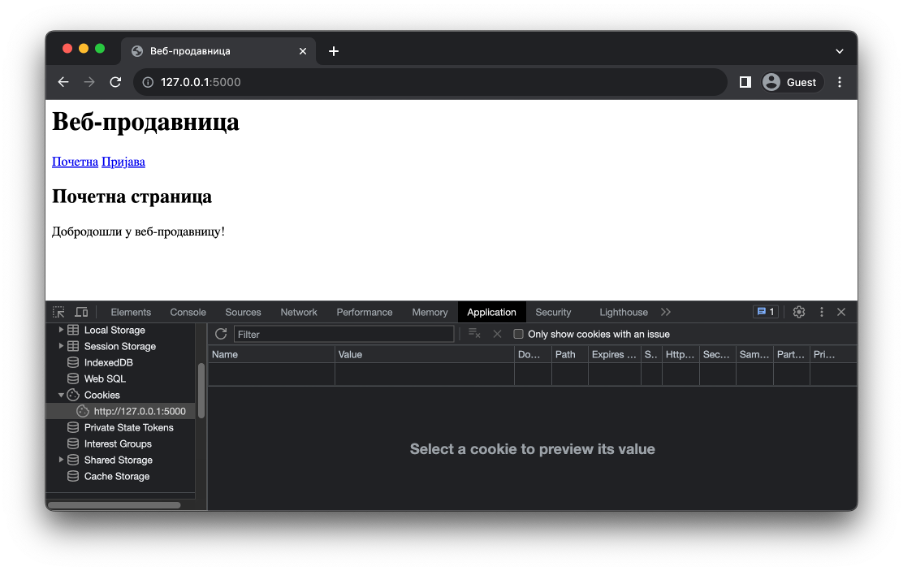 Веб-продавница
127.0.0.1:5000
Guest
Веб-продавница
Почетна Пријава
Почетна страница
Добродошли у веб-продавницу!
Elements Console Sources Network Performance Memory Application Security Lighthouse 1
Local Storage
Session Storage
IndexedDB
Web SQL
Cookies
http://127.0.0.1:5000
Private State Tokens
Interest Groups
Shared Storage
Cache Storage
Filter Only show cookies with an issue
Name Value Do... Path Expires ... S.. Http... Sec... Sam... Part... Pri...
Select a cookie to preview its value